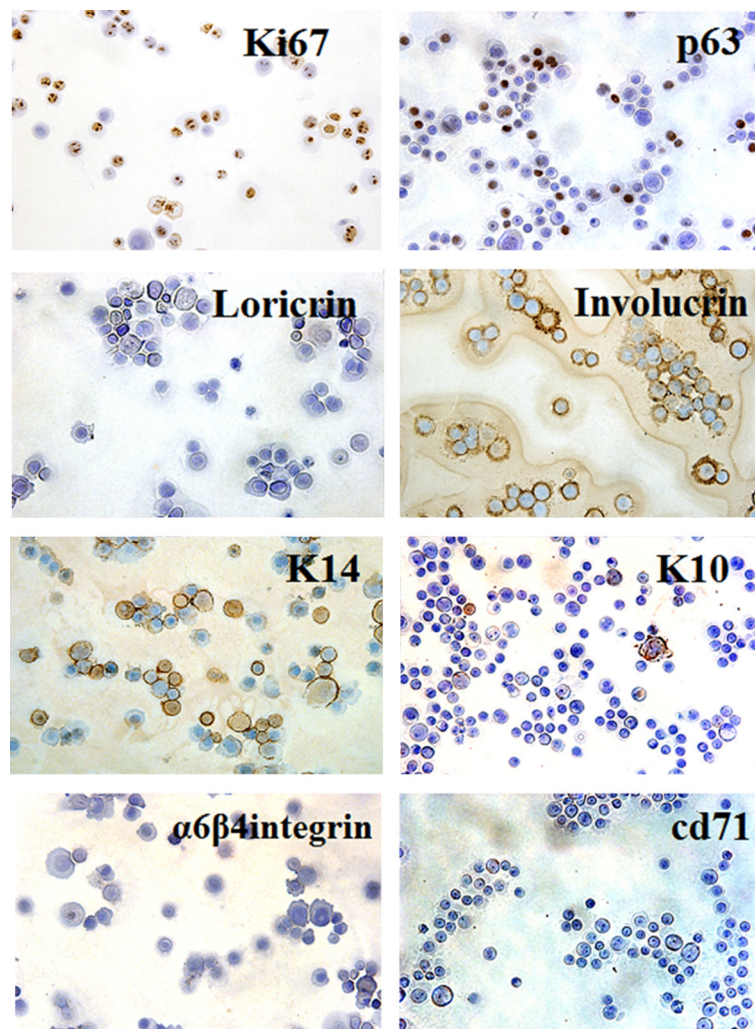 Ki67
p63
Loricrin
Involucrin
K14
K10
α6β4integrin
cd71